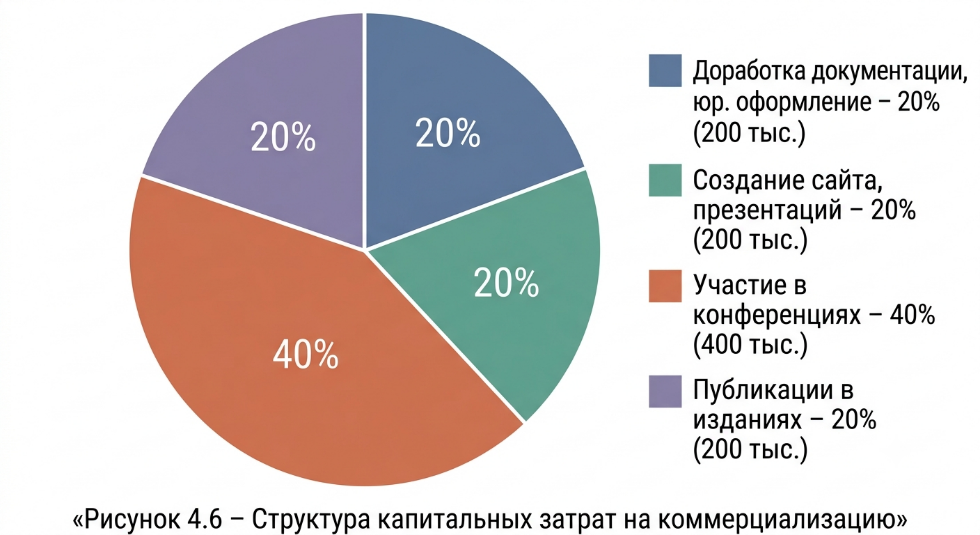 20%
20%
20%
40%
Доработка документации,
юр. оформление – 20%
(200 тыс.)
Создание сайта,
презентаций – 20%
(200 тыс.)
Участие в
конференциях – 40%
(400 тыс.)
Публикации в
изданиях – 20%
(200 тыс.)
«Рисунок 4.6 – Структура капитальных затрат на коммерциализацию»